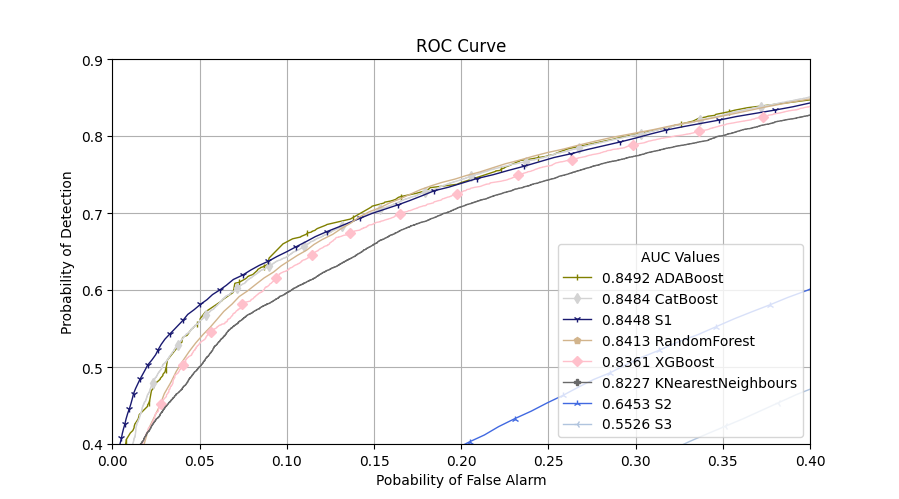 ROC Curve
0.9
0.8
0.7
0.6
0.5
0.4
Probability of Detection
AUC Values
0.8492 ADABoost
0.8484 CatBoost
0.8448 S1
0.8413 RandomForest
0.8361 XGBoost
0.8227 KNearestNeighbours
0.6453 S2
0.5526 S3
0.00 0.05 0.10 0.15 0.20 0.25 0.30 0.35 0.40
Pobability of False Alarm